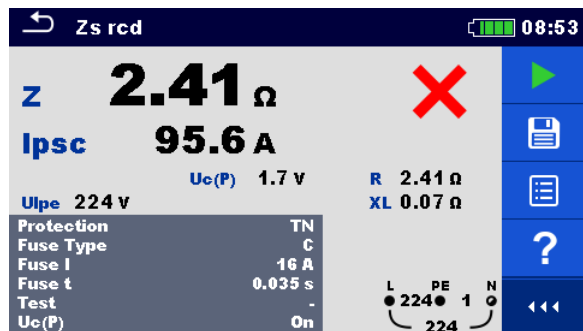 Zs rcd 08:53
Z 2.41 Ω
Ipsc 95.6 A
Uc(P) 1.7 V R 2.41 Ω
Ulpe 224 V XL 0.07 Ω
Protection TN
Fuse Type C
Fuse I 16 A
Fuse t 0.035 s
Test -
Uc(P) On
L PE N
224 1
224
?